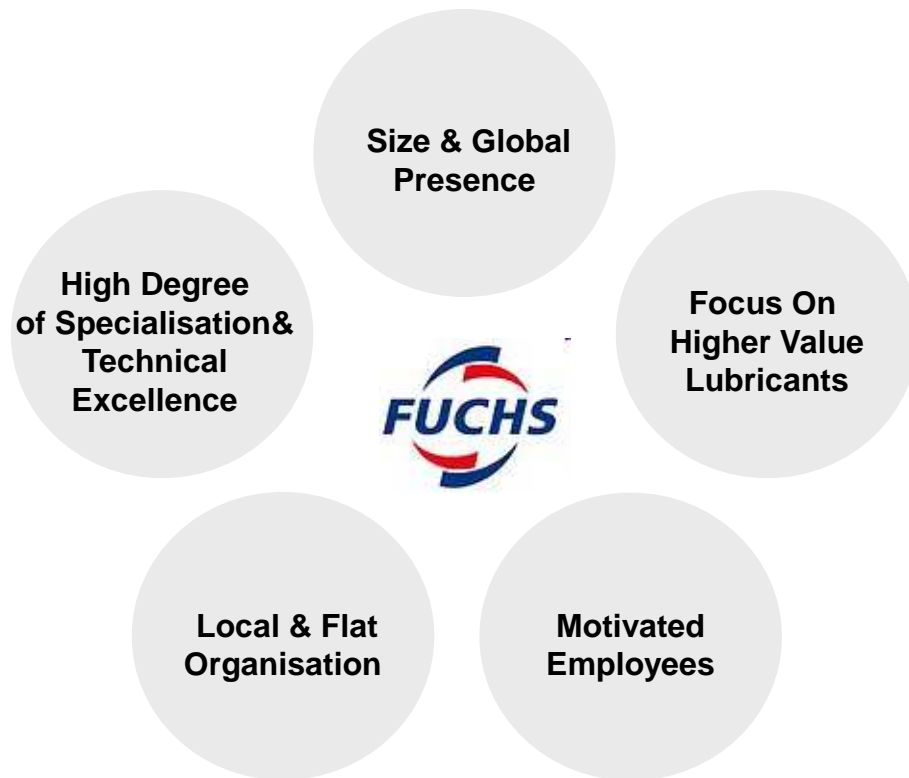 Size & Global
Presence
High Degree
of Specialisation&
Technical
Excellence
Focus On
Higher Value
Lubricants
FUCHS
Local & Flat
Organisation
Motivated
Employees